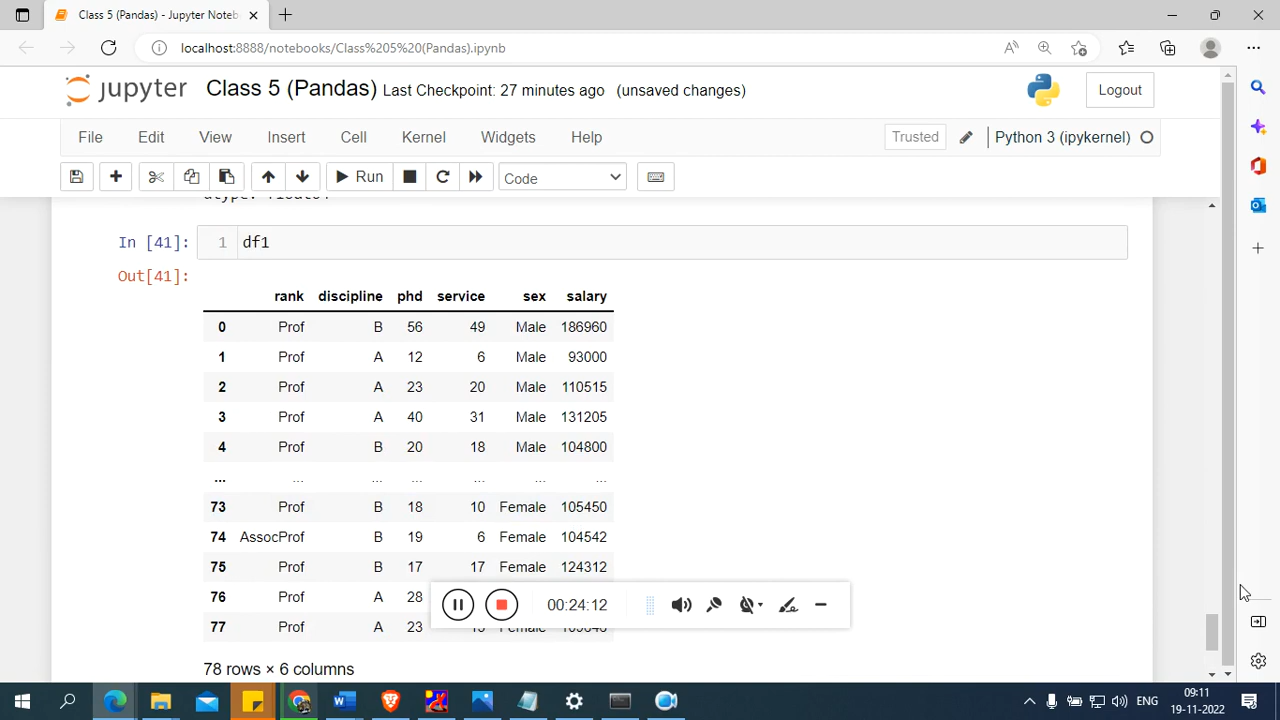 Class 5 (Pandas) - Jupyter Noteb
localhost:8888/notebooks/Class%205%20(Pandas).ipynb
jupyter Class 5 (Pandas) Last Checkpoint: 27 minutes ago (unsaved changes)
Logout
File Edit View Insert Cell Kernel Widgets Help
Trusted Python 3 (ipykernel)
Run Code
In [41]: 1 df1
Out[41]:
rank discipline phd service sex salary
0 Prof B 56 49 Male 186960
1 Prof A 12 6 Male 93000
2 Prof A 23 20 Male 110515
3 Prof A 40 31 Male 131205
4 Prof B 20 18 Male 104800
... ... ... ... ... ... ...
73 Prof B 18 10 Female 105450
74 AssocProf B 19 6 Female 104542
75 Prof B 17 17 Female 124312
76 Prof A 28
77 Prof A 23
00:24:12
78 rows × 6 columns
ENG
09:11
19-11-2022